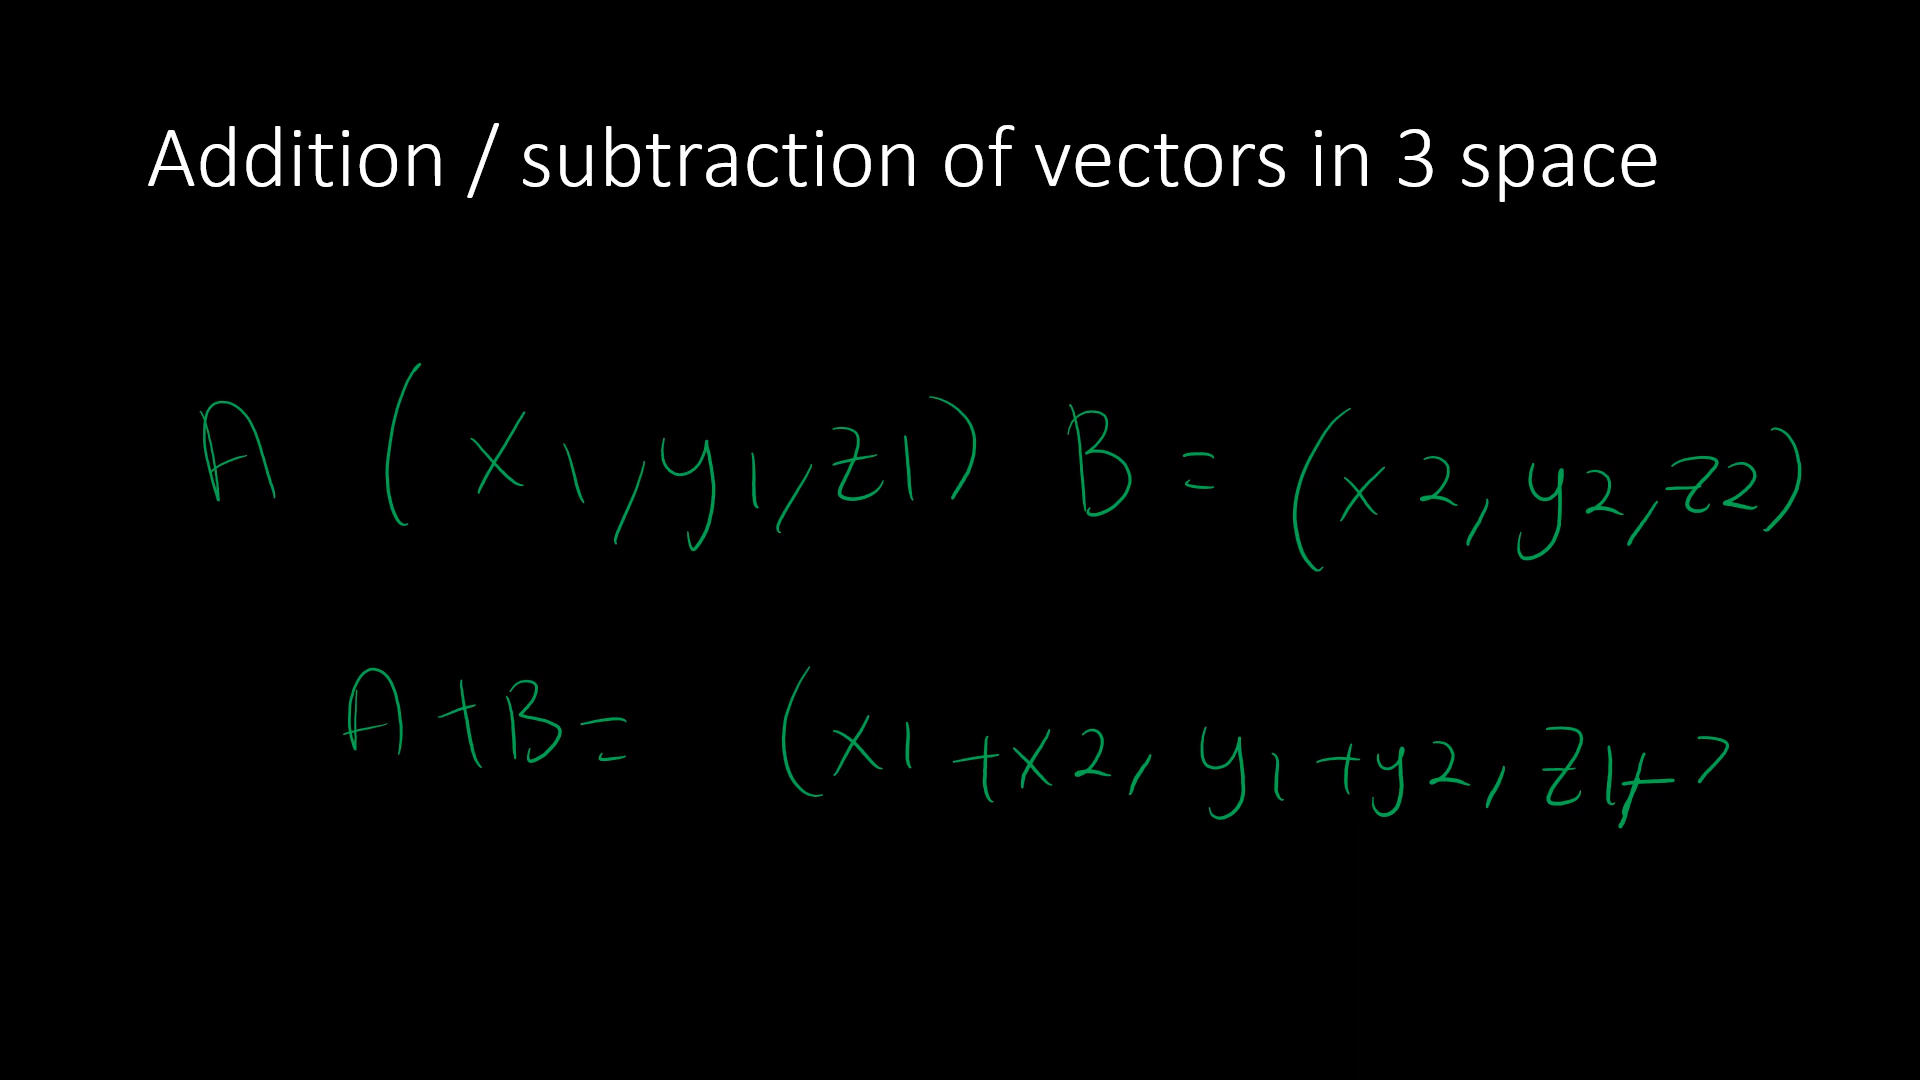 Addition / subtraction of vectors in 3 space
A (x1,y1,z1) B = (x2,y2,z2)
A+B= (x1+x2, y1+y2, z1+